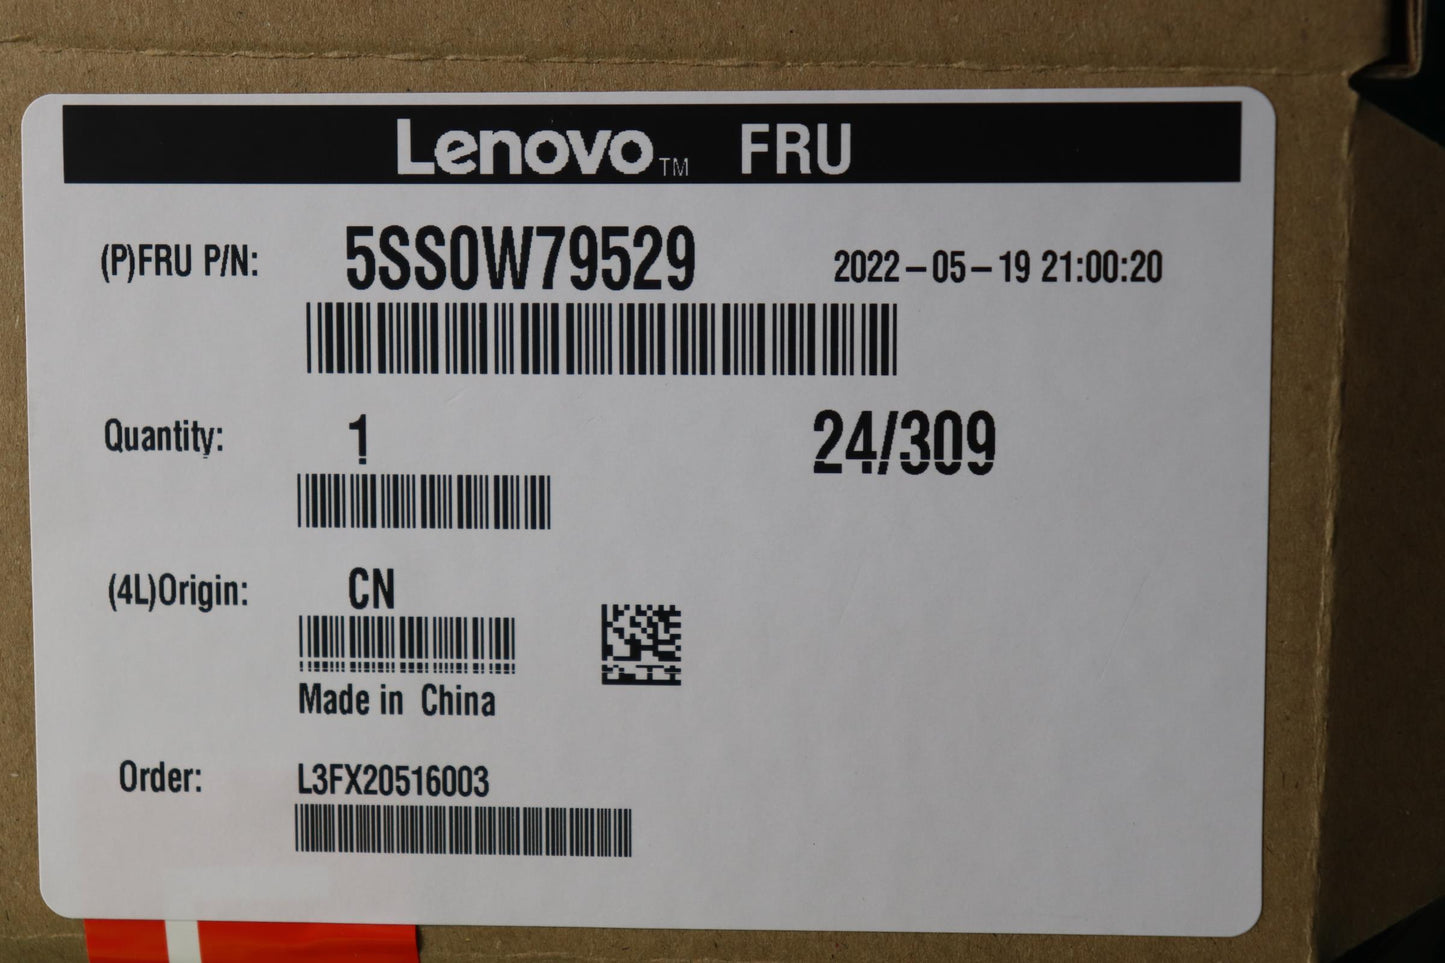 Lenovo™ FRU
(P)FRU P/N: 5SS0W79529 2022-05-19 21:00:20
Quantity: 1 24/309
(4L)Origin: CN
Made in China
Order: L3FX20516003